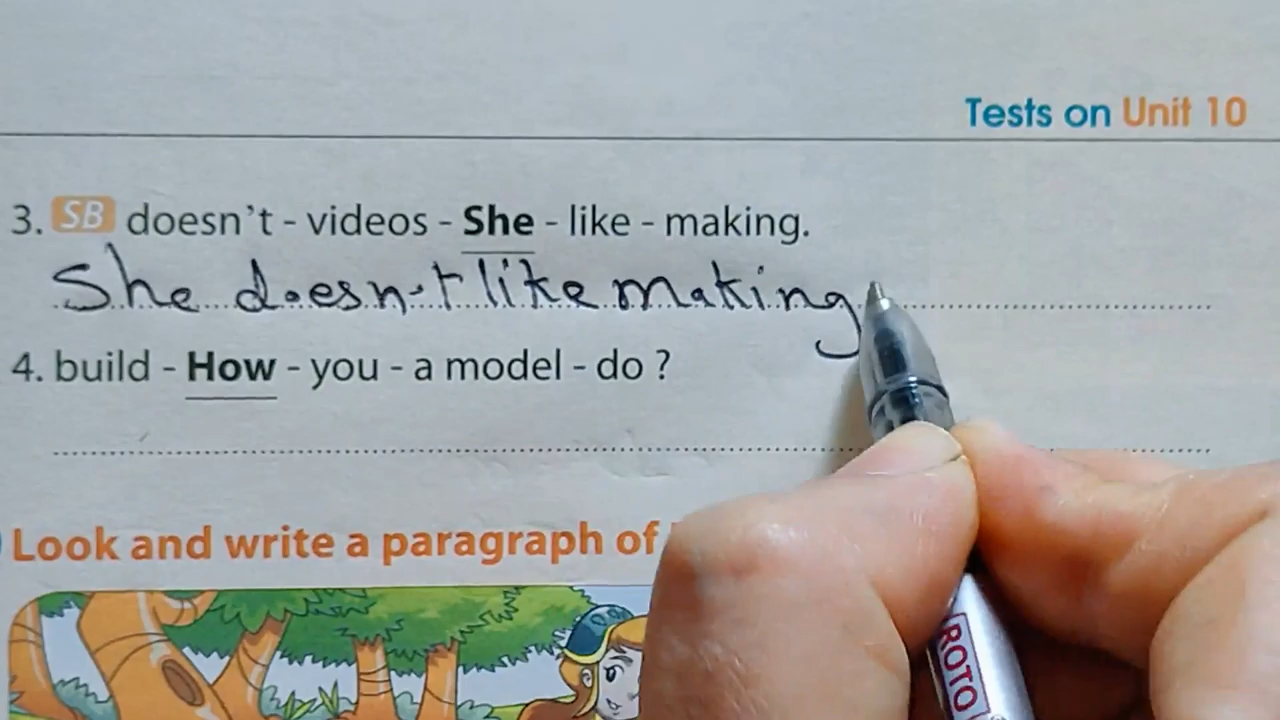 Tests on Unit 10
3. SB doesn't - videos - She - like - making.
She doesn't like making
4. build - How - you - a model - do ?
Look and write a paragraph of
ROTO